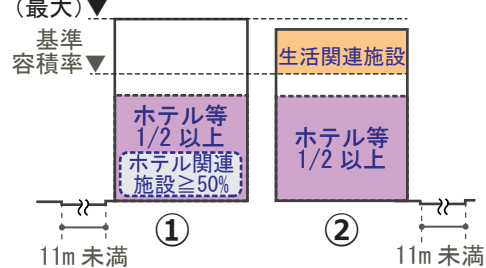 (最大)▼
基準
容積率▼
生活関連施設
ホテル等
1/2 以上
ホテル関連
施設≧50%
ホテル等
1/2 以上
①
②
11m 未満
11m 未満